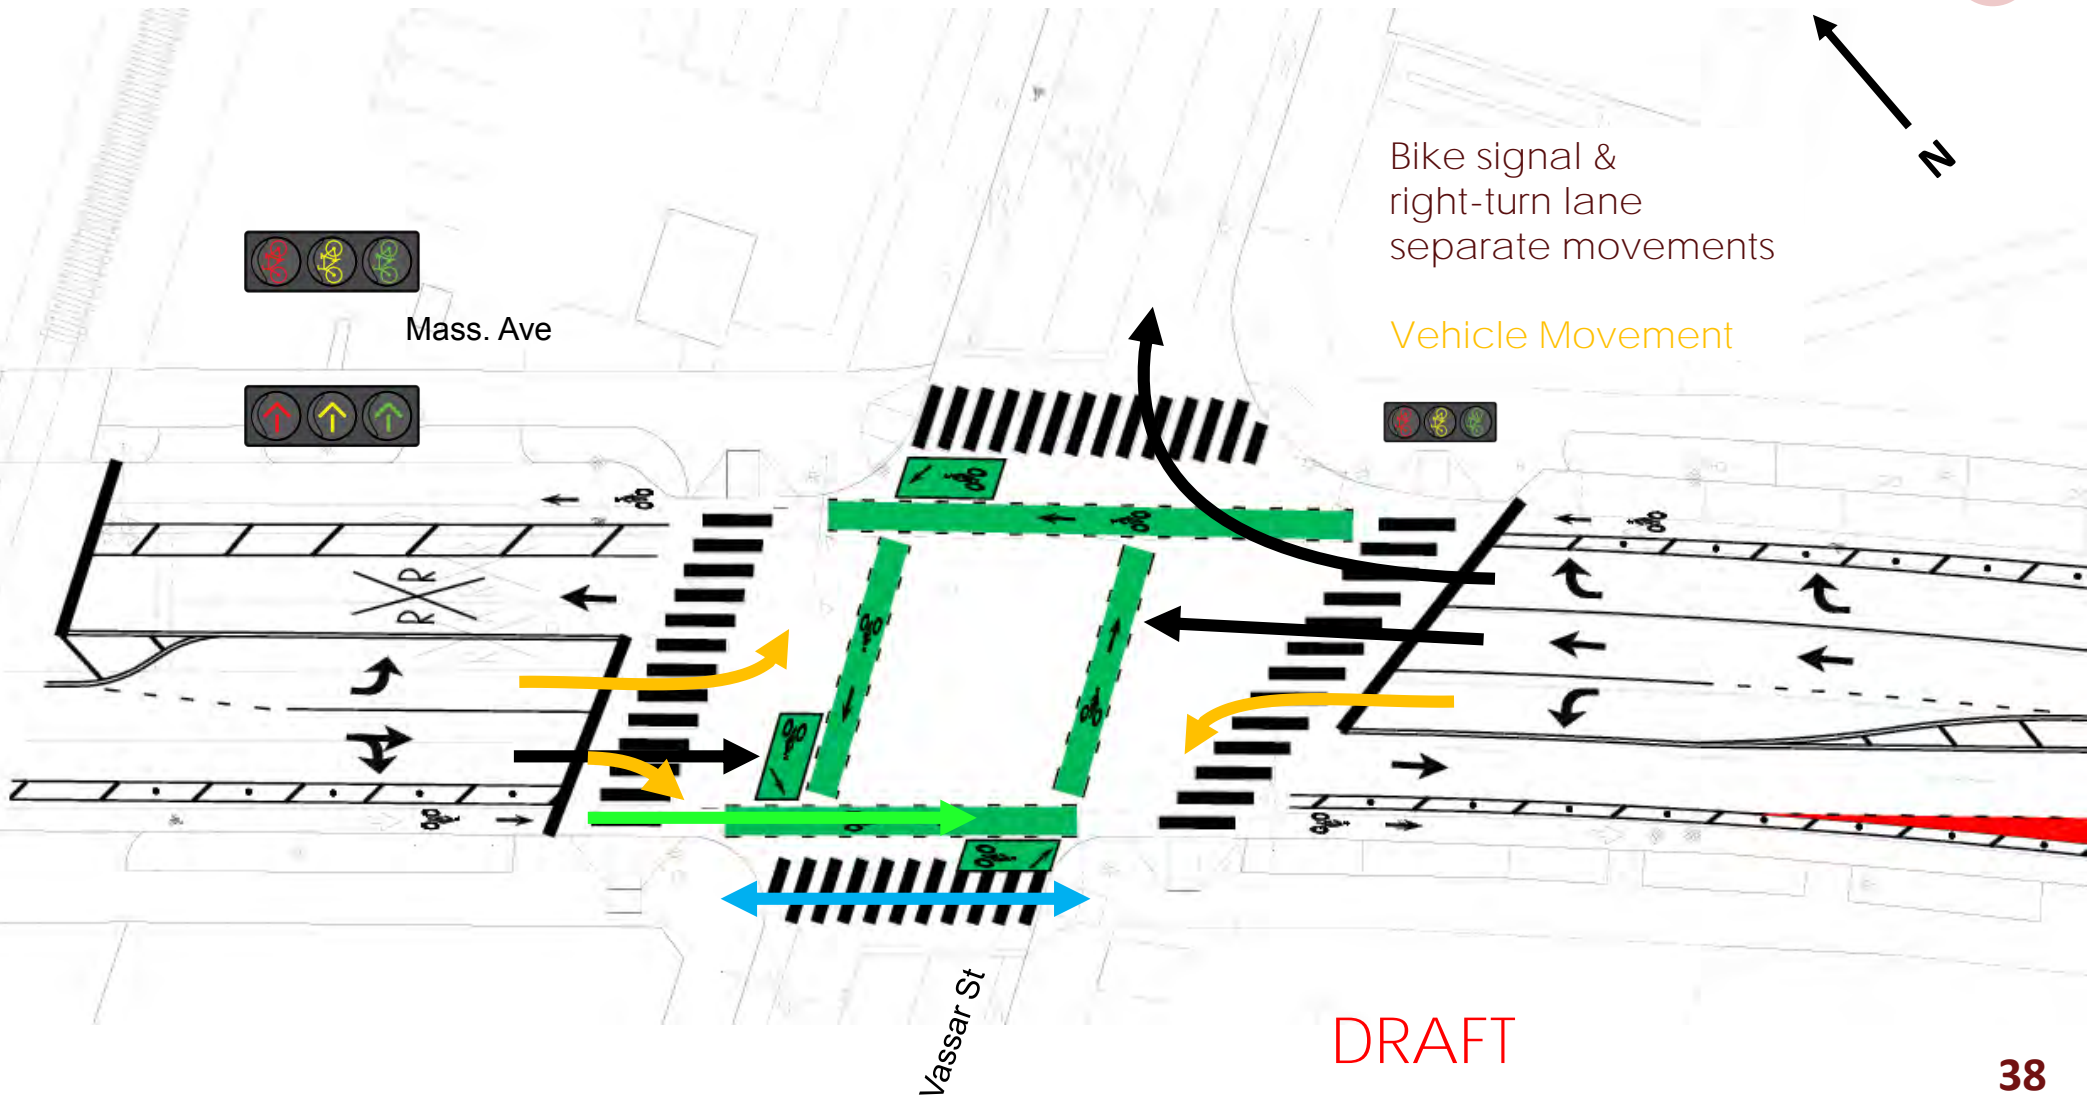 N
Bike signal &
right-turn lane
separate movements
Vehicle Movement
Mass. Ave
R
R
Vassar St
DRAFT
38